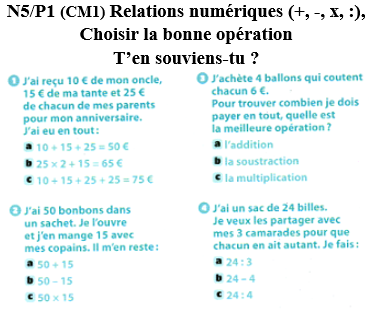 N5/P1 (CM1) Relations numériques (+, -, x, :),
Choisir la bonne opération
T'en souviens-tu ?
1 J'ai reçu 10 € de mon oncle,
15 € de ma tante et 25 €
de chacun de mes parents
pour mon anniversaire.
J'ai eu en tout :
a 10 + 15 + 25 = 50 €
b 25 × 2 + 15 = 65 €
c 10 + 15 + 25 + 25 = 75 €
2 J'ai 50 bonbons dans
un sachet. Je l'ouvre
et j'en mange 15 avec
mes copains. Il m'en reste :
a 50 + 15
b 50 – 15
c 50 × 15
3 J'achète 4 ballons qui coutent
chacun 6 €.
Pour trouver combien je dois
payer en tout, quelle est
la meilleure opération ?
a l'addition
b la soustraction
c la multiplication
4 J'ai un sac de 24 billes.
Je veux les partager avec
mes 3 camarades pour que
chacun en ait autant. Je fais :
a 24 : 3
b 24 – 4
c 24 : 4